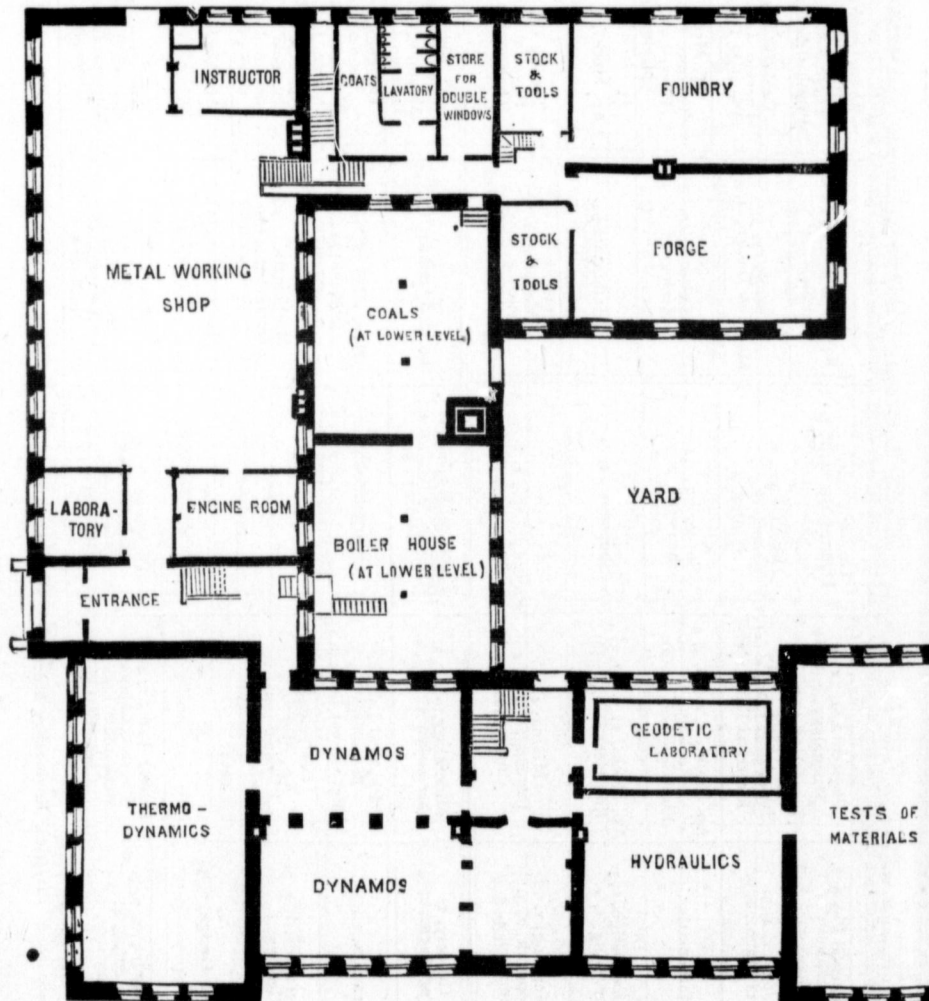 INSTRUCTOR
COATS
LAVATORY
STORE
FOR
DOUBLE
WINDOWS
STOCK
&
TOOLS
FOUNDRY
METAL WORKING
SHOP
STOCK
&
TOOLS
FORGE
COALS
(AT LOWER LEVEL)
LABORA-
TORY
ENGINE ROOM
YARD
BOILER HOUSE
(AT LOWER LEVEL)
ENTRANCE
DYNAMOS
GEODETIC
LABORATORY
THERMO-
DYNAMICS
TESTS OF
MATERIALS
HYDRAULICS
DYNAMOS